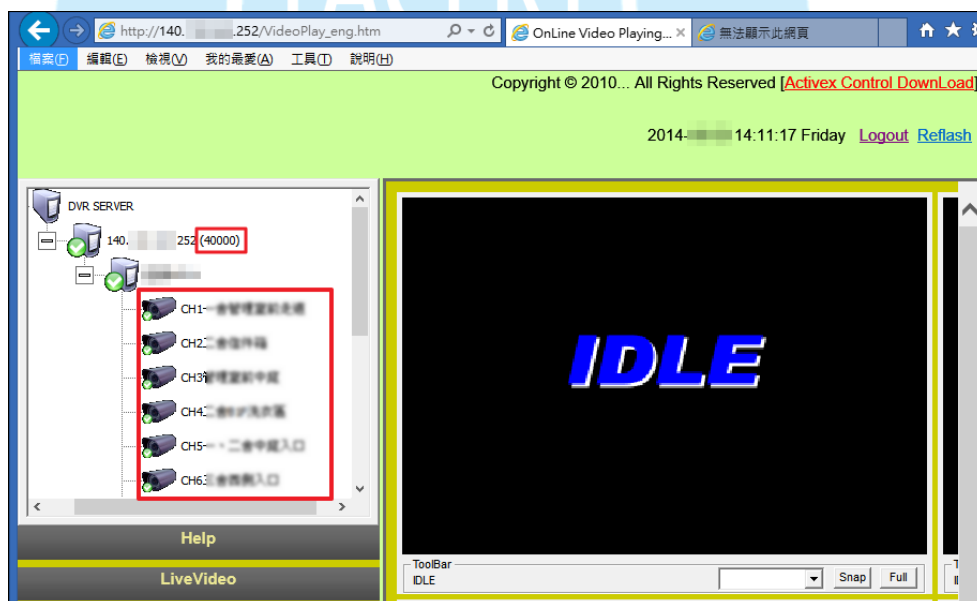 http://140. .252/VideoPlay_eng.htm
OnLine Video Playing...
無法顯示此網頁
檔案(F) 編輯(E) 檢視(V) 我的最愛(A) 工具(T) 說明(H)
Copyright © 2010... All Rights Reserved [Activex Control DownLoad]
2014- 14:11:17 Friday Logout Reflash
DVR SERVER
140. 252 (40000)
CH1
CH2
CH3
CH4
CH5
CH6
Help
LiveVideo
IDLE
ToolBar
IDLE
Snap Full